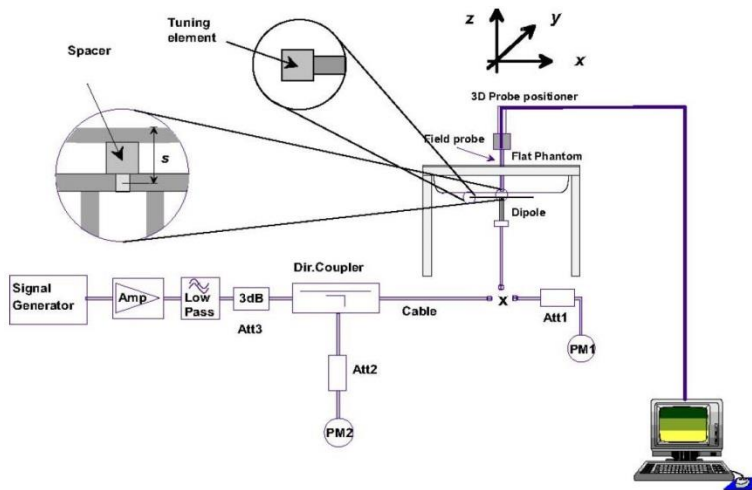 Tuning
element
Spacer
s
z
y
x
3D Probe positioner
Field probe
Flat Phantom
Dipole
Dir.Coupler
Signal
Generator
Amp
Low
Pass
3dB
Att3
Cable
x
Att1
PM1
Att2
PM2